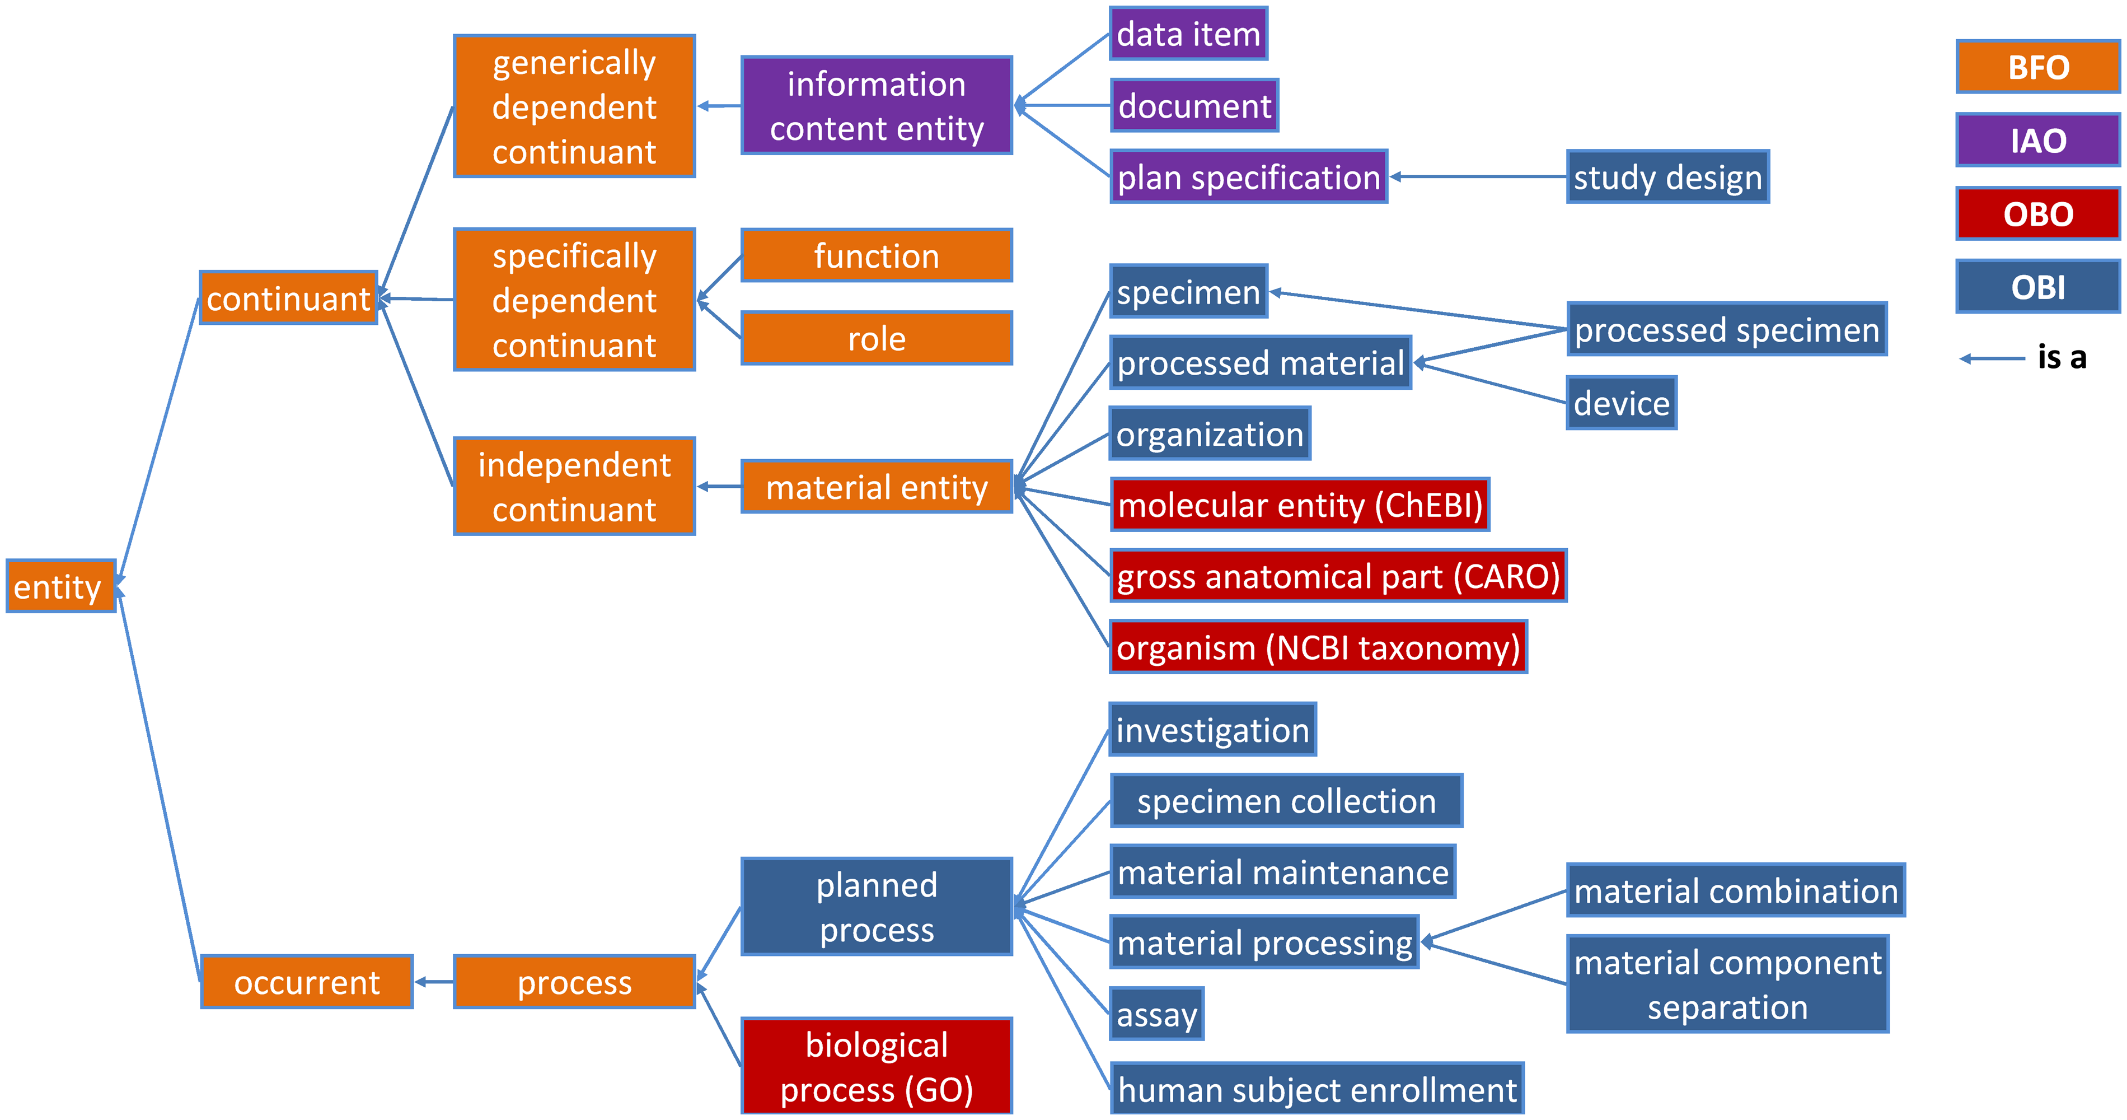 generically
dependent
continuant
information
content entity
data item
document
plan specification
study design
specifically
dependent
continuant
function
role
continuant
independent
continuant
material entity
specimen
processed material
organization
molecular entity (ChEBI)
gross anatomical part (CARO)
organism (NCBI taxonomy)
processed specimen
device
entity
occurrent
process
planned
process
biological
process (GO)
investigation
specimen collection
material maintenance
material processing
assay
human subject enrollment
material combination
material component
separation
BFO
IAO
OBO
OBI
is a